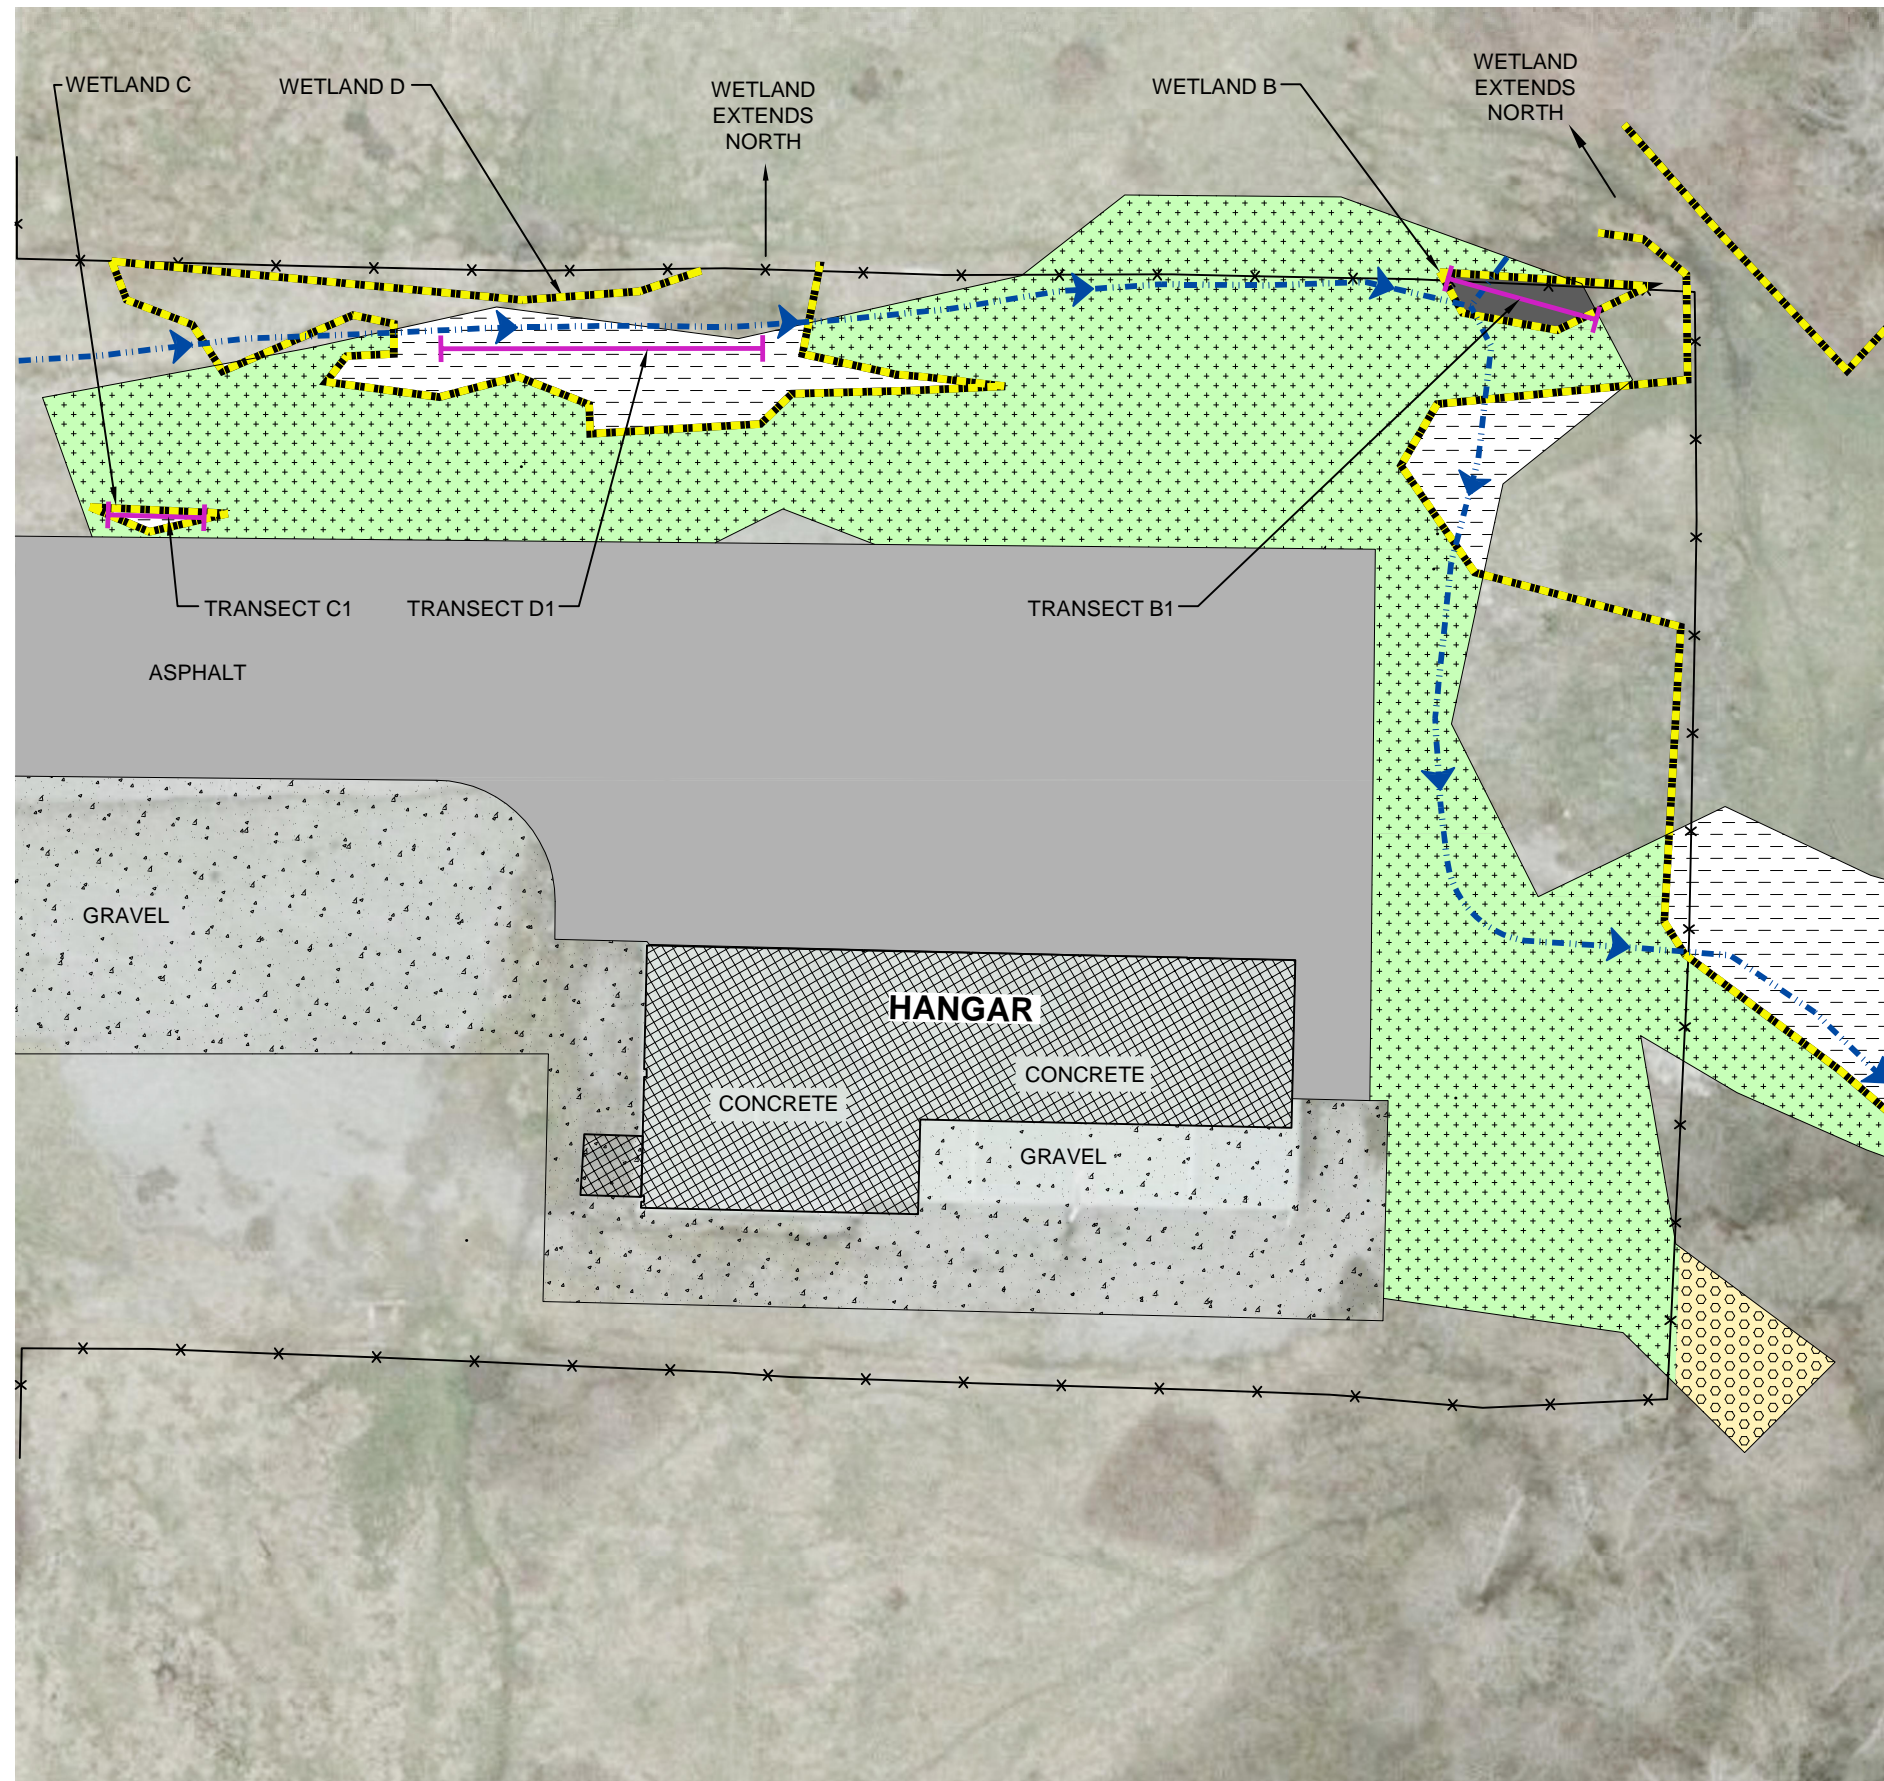 WETLAND C
WETLAND D
WETLAND
EXTENDS
NORTH
WETLAND B
WETLAND
EXTENDS
NORTH
TRANSECT C1
TRANSECT D1
TRANSECT B1
ASPHALT
GRAVEL
HANGAR
CONCRETE
CONCRETE
GRAVEL